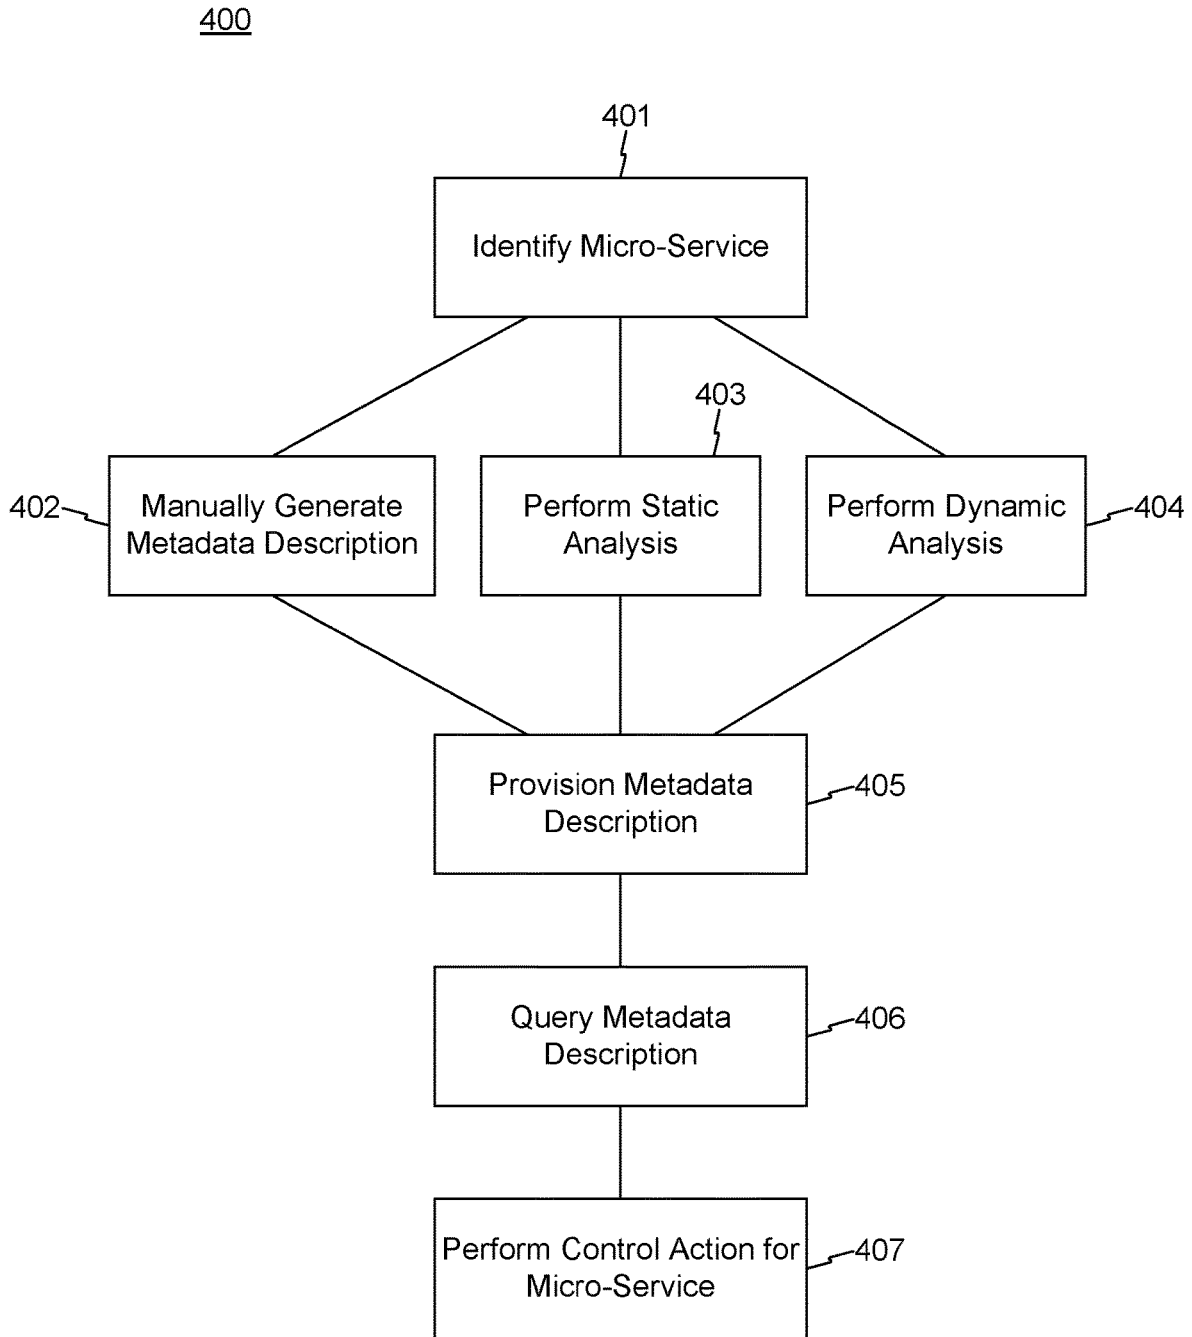 400
401
Identify Micro-Service
403
402
Manually Generate
Metadata Description
Perform Static
Analysis
Perform Dynamic
Analysis
404
Provision Metadata
Description
405
Query Metadata
Description
406
Perform Control Action for
Micro-Service
407